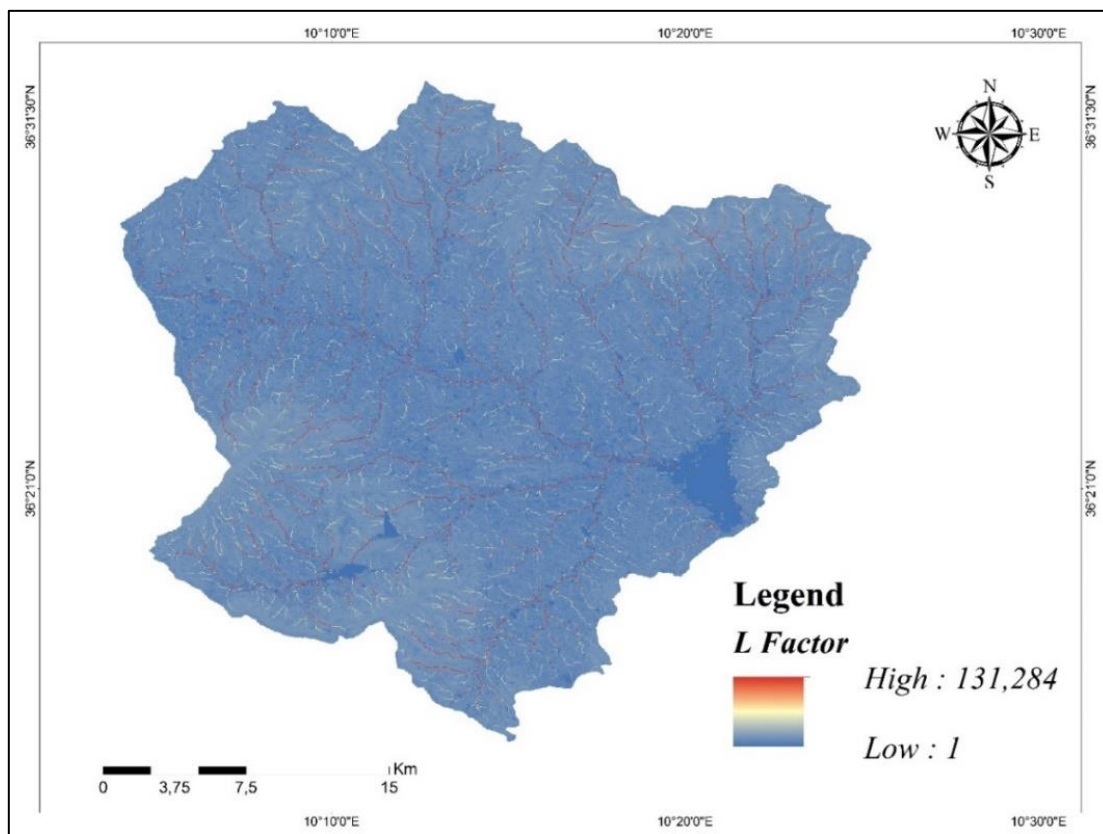 10°10'0"E 10°20'0"E 10°30'0"E
36°31'30"N 36°31'30"N
N
W E
S
36°21'0"N 36°21'0"N
Legend
L Factor
High : 131,284
Low : 1
Km
0 3,75 7,5 15
10°10'0"E 10°20'0"E 10°30'0"E